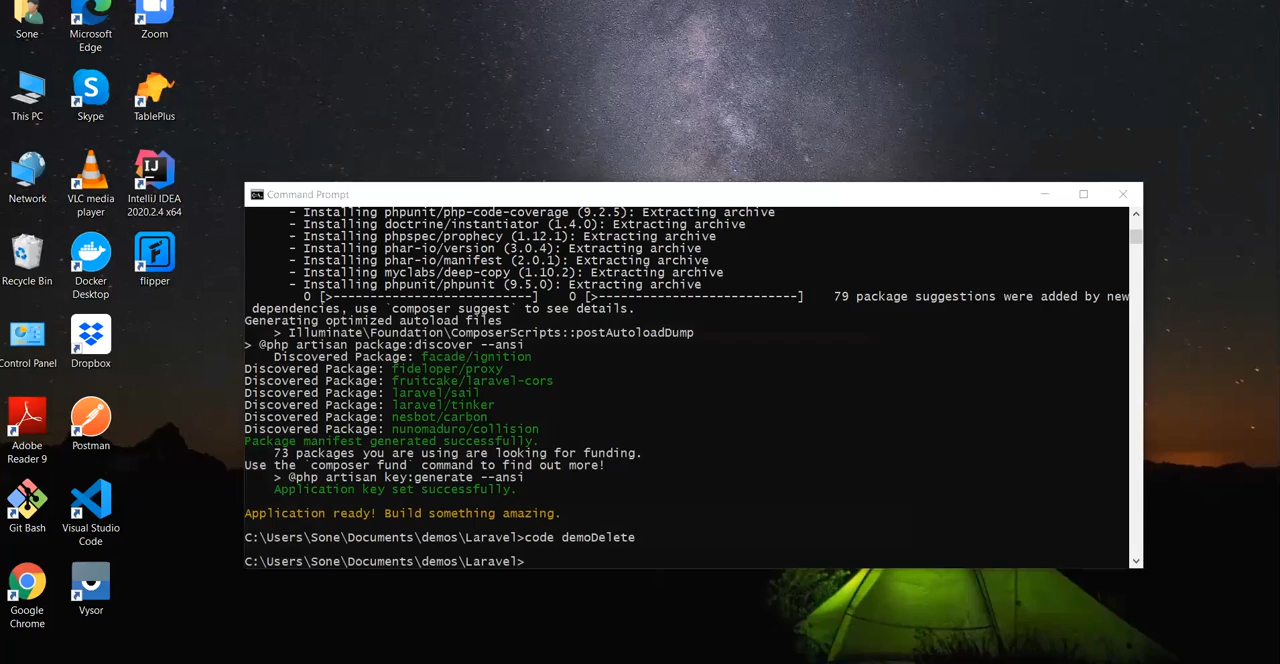 Sone
Microsoft
Edge
Zoom
This PC
Skype
TablePlus
Network
VLC media
player
IntelliJ IDEA
2020.2.4 x64
Recycle Bin
Docker
Desktop
flipper
Control Panel
Dropbox
Adobe
Reader 9
Postman
Git Bash
Visual Studio
Code
Google
Chrome
Vysor
Command Prompt
- Installing phpunit/php-code-coverage (9.2.5): Extracting archive
- Installing doctrine/instantiator (1.4.0): Extracting archive
- Installing phpspec/prophecy (1.12.1): Extracting archive
- Installing phar-io/version (3.0.4): Extracting archive
- Installing phar-io/manifest (2.0.1): Extracting archive
- Installing myclabs/deep-copy (1.10.2): Extracting archive
- Installing phpunit/phpunit (9.5.0): Extracting archive
0 [>---------------------------] 0 [>---------------------------] 79 package suggestions were added by new
dependencies, use `composer suggest` to see details.
Generating optimized autoload files
> Illuminate\Foundation\ComposerScripts::postAutoloadDump
> @php artisan package:discover --ansi
Discovered Package: facade/ignition
Discovered Package: fideloper/proxy
Discovered Package: fruitcake/laravel-cors
Discovered Package: laravel/sail
Discovered Package: laravel/tinker
Discovered Package: nesbot/carbon
Discovered Package: nunomaduro/collision
Package manifest generated successfully.
73 packages you are using are looking for funding.
Use the `composer fund` command to find out more!
> @php artisan key:generate --ansi
Application key set successfully.
Application ready! Build something amazing.
C:\Users\Sone\Documents\demos\Laravel>code demoDelete
C:\Users\Sone\Documents\demos\Laravel>